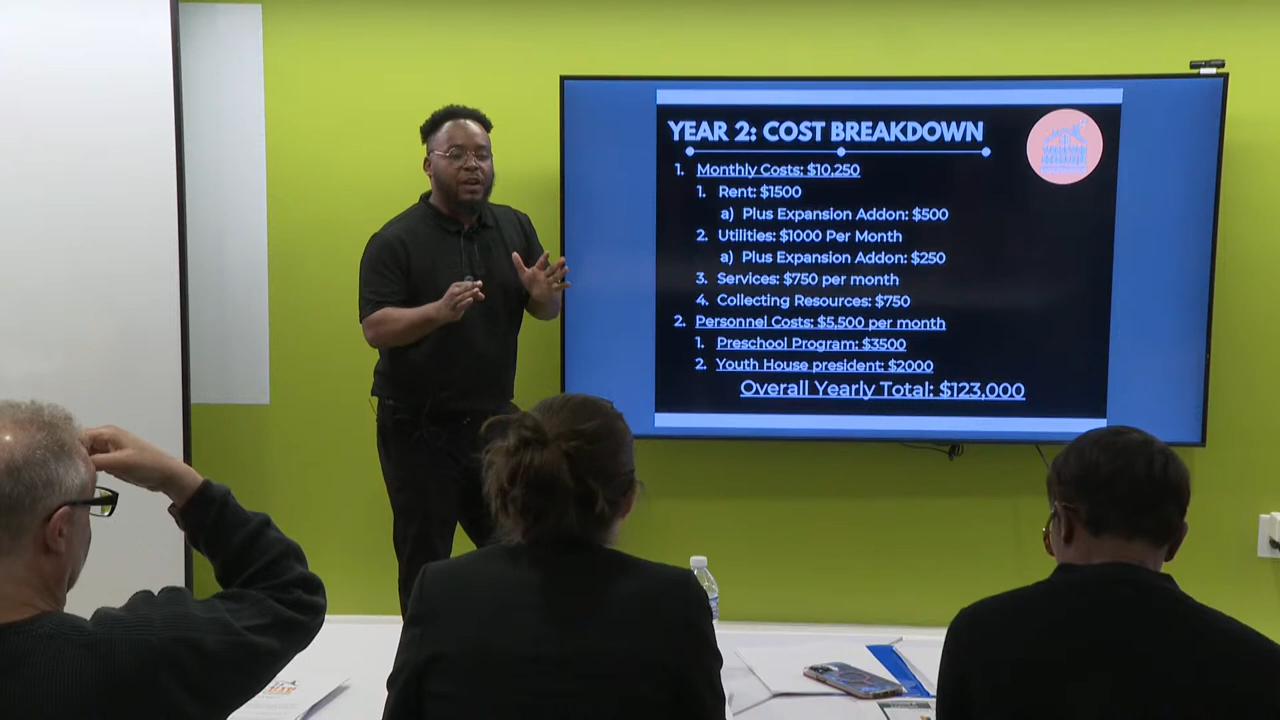 YEAR 2: COST BREAKDOWN
1. Monthly Costs: $10,250
1. Rent: $1500
a) Plus Expansion Addon: $500
2. Utilities: $1000 Per Month
a) Plus Expansion Addon: $250
3. Services: $750 per month
4. Collecting Resources: $750
2. Personnel Costs: $5,500 per month
1. Preschool Program: $3500
2. Youth House president: $2000
Overall Yearly Total: $123,000